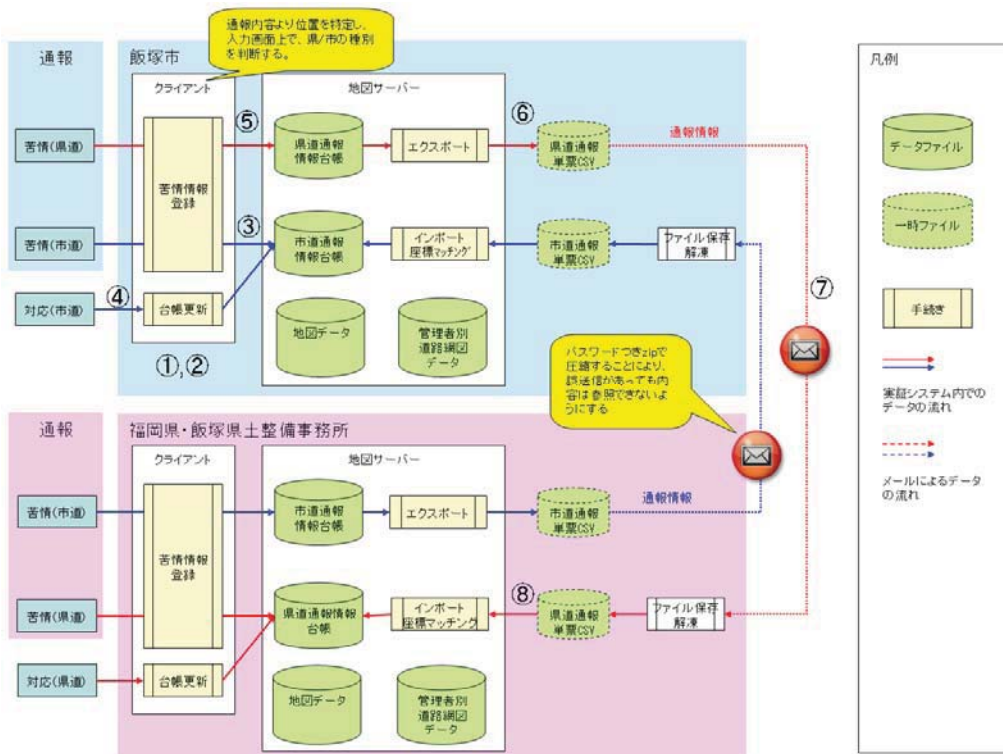 通報内容より位置を特定し、
入力画面上で、県/市の種別
を判断する。
通報
飯塚市
クライアント
地図サーバー
苦情(県道)
苦情情報
登録
⑤
県道通報
情報台帳
エクスポート
⑥
県道通報
単票CSV
通報情報
苦情(市道)
③
市道通報
情報台帳
インポート
座標マッチング
市道通報
単票CSV
ファイル保存
解凍
対応(市道)
④
台帳更新
地図データ
管理者別
道路網図
データ
①,②
⑦
パスワードつきzipで
圧縮することにより、
誤送信があっても内
容は参照できないよ
うにする
通報
福岡県・飯塚県土整備事務所
クライアント
地図サーバー
苦情(市道)
苦情情報
登録
市道通報
情報台帳
エクスポート
市道通報
単票CSV
通報情報
苦情(県道)
県道通報情報
台帳
インポート
座標マッチング
⑧
県道通報
単票CSV
ファイル保存
解凍
対応(県道)
台帳更新
地図データ
管理者別
道路網図
データ
凡例
データファイル
一時ファイル
手続き
実証システム内での
データの流れ
メールによるデータ
の流れ